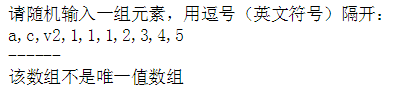 请随机输入一组元素，用逗号（英文符号）隔开：
a,c,v2,1,1,1,2,3,4,5
------
该数组不是唯一值数组